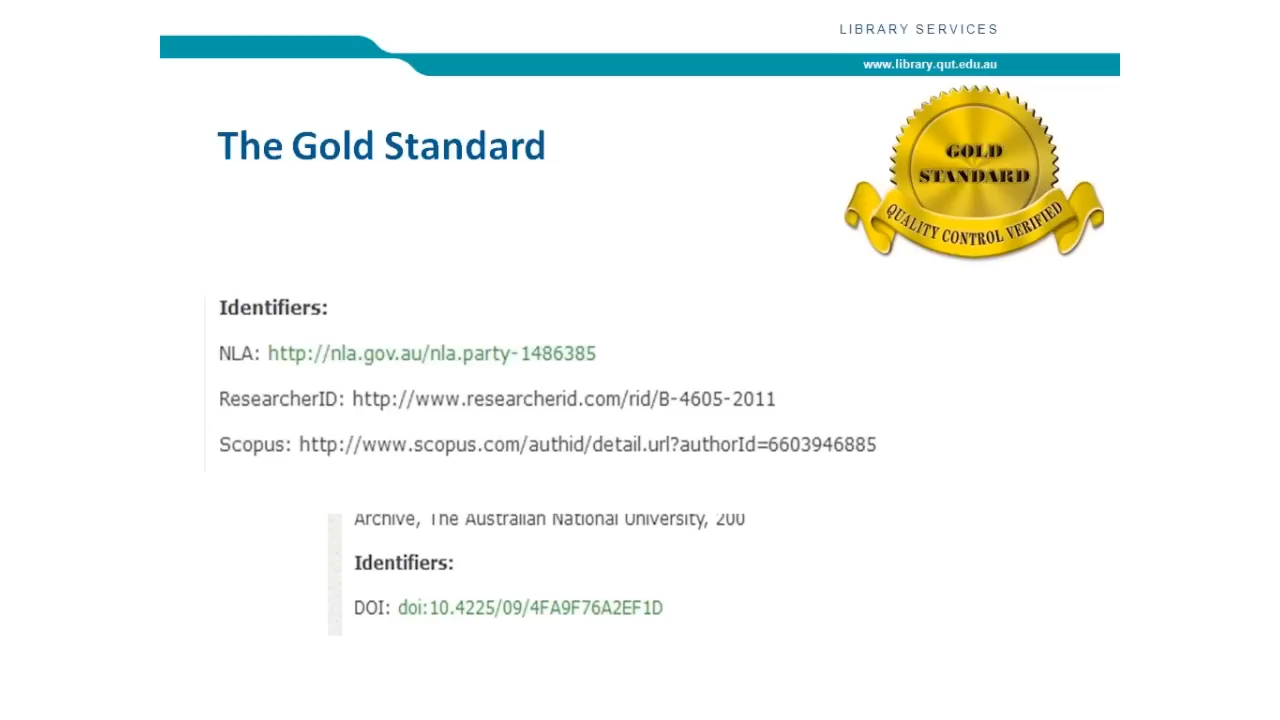 LIBRARY SERVICES
www.library.qut.edu.au
The Gold Standard
GOLD
STANDARD
QUALITY CONTROL VERIFIED
Identifiers:
NLA: http://nla.gov.au/nla.party-1486385
ResearcherID: http://www.researcherid.com/rid/B-4605-2011
Scopus: http://www.scopus.com/authid/detail.url?authorId=6603946885
Archive, The Australian National University, 200
Identifiers:
DOI: doi:10.4225/09/4FA9F76A2EF1D